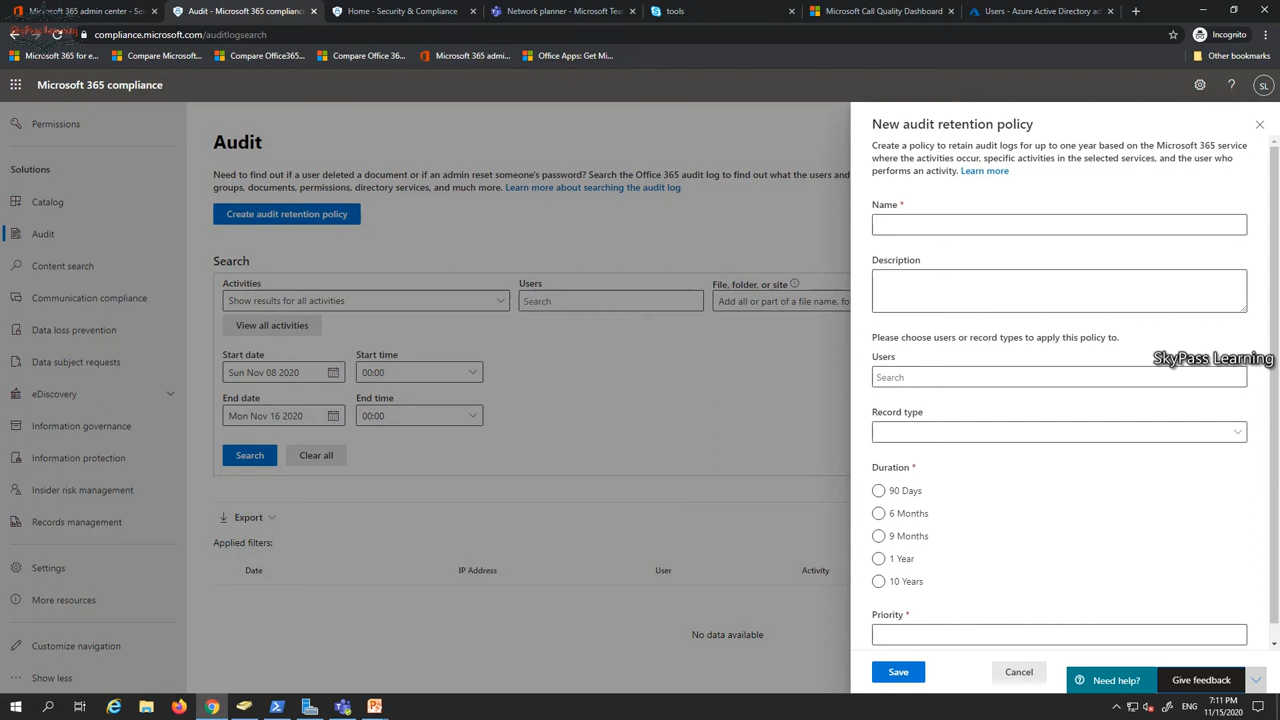 Microsoft 365 admin center - Se
Audit - Microsoft 365 compliance
Home - Security & Compliance
Network planner - Microsoft Team
tools
Microsoft Call Quality Dashboard
Users - Azure Active Directory ad
SkyPass Learning
compliance.microsoft.com/auditlogsearch
Incognito
Microsoft 365 for e...
Compare Microsoft...
Compare Office365...
Compare Office 36...
Microsoft 365 admi...
Office Apps: Get Mi...
Other bookmarks
Microsoft 365 compliance
SL
Permissions
Solutions
Catalog
Audit
Content search
Communication compliance
Data loss prevention
Data subject requests
eDiscovery
Information governance
Information protection
Insider risk management
Records management
Settings
More resources
Customize navigation
Show less
Audit
Need to find out if a user deleted a document or if an admin reset someone's password? Search the Office 365 audit log to find out what the users and
groups, documents, permissions, directory services, and much more. Learn more about searching the audit log
Create audit retention policy
Search
Activities
Users
File, folder, or site
Show results for all activities
Search
Add all or part of a file name, fo
View all activities
Start date
Start time
Sun Nov 08 2020
00:00
End date
End time
Mon Nov 16 2020
00:00
Search
Clear all
Export
Applied filters:
Date
IP Address
User
Activity
No data available
New audit retention policy
Create a policy to retain audit logs for up to one year based on the Microsoft 365 service
where the activities occur, specific activities in the selected services, and the user who
performs an activity. Learn more
Name *
Description
Please choose users or record types to apply this policy to.
SkyPass Learning
Users
Search
Record type
Duration *
90 Days
6 Months
9 Months
1 Year
10 Years
Priority *
Save
Cancel
Need help?
Give feedback
ENG
7:11 PM
11/15/2020